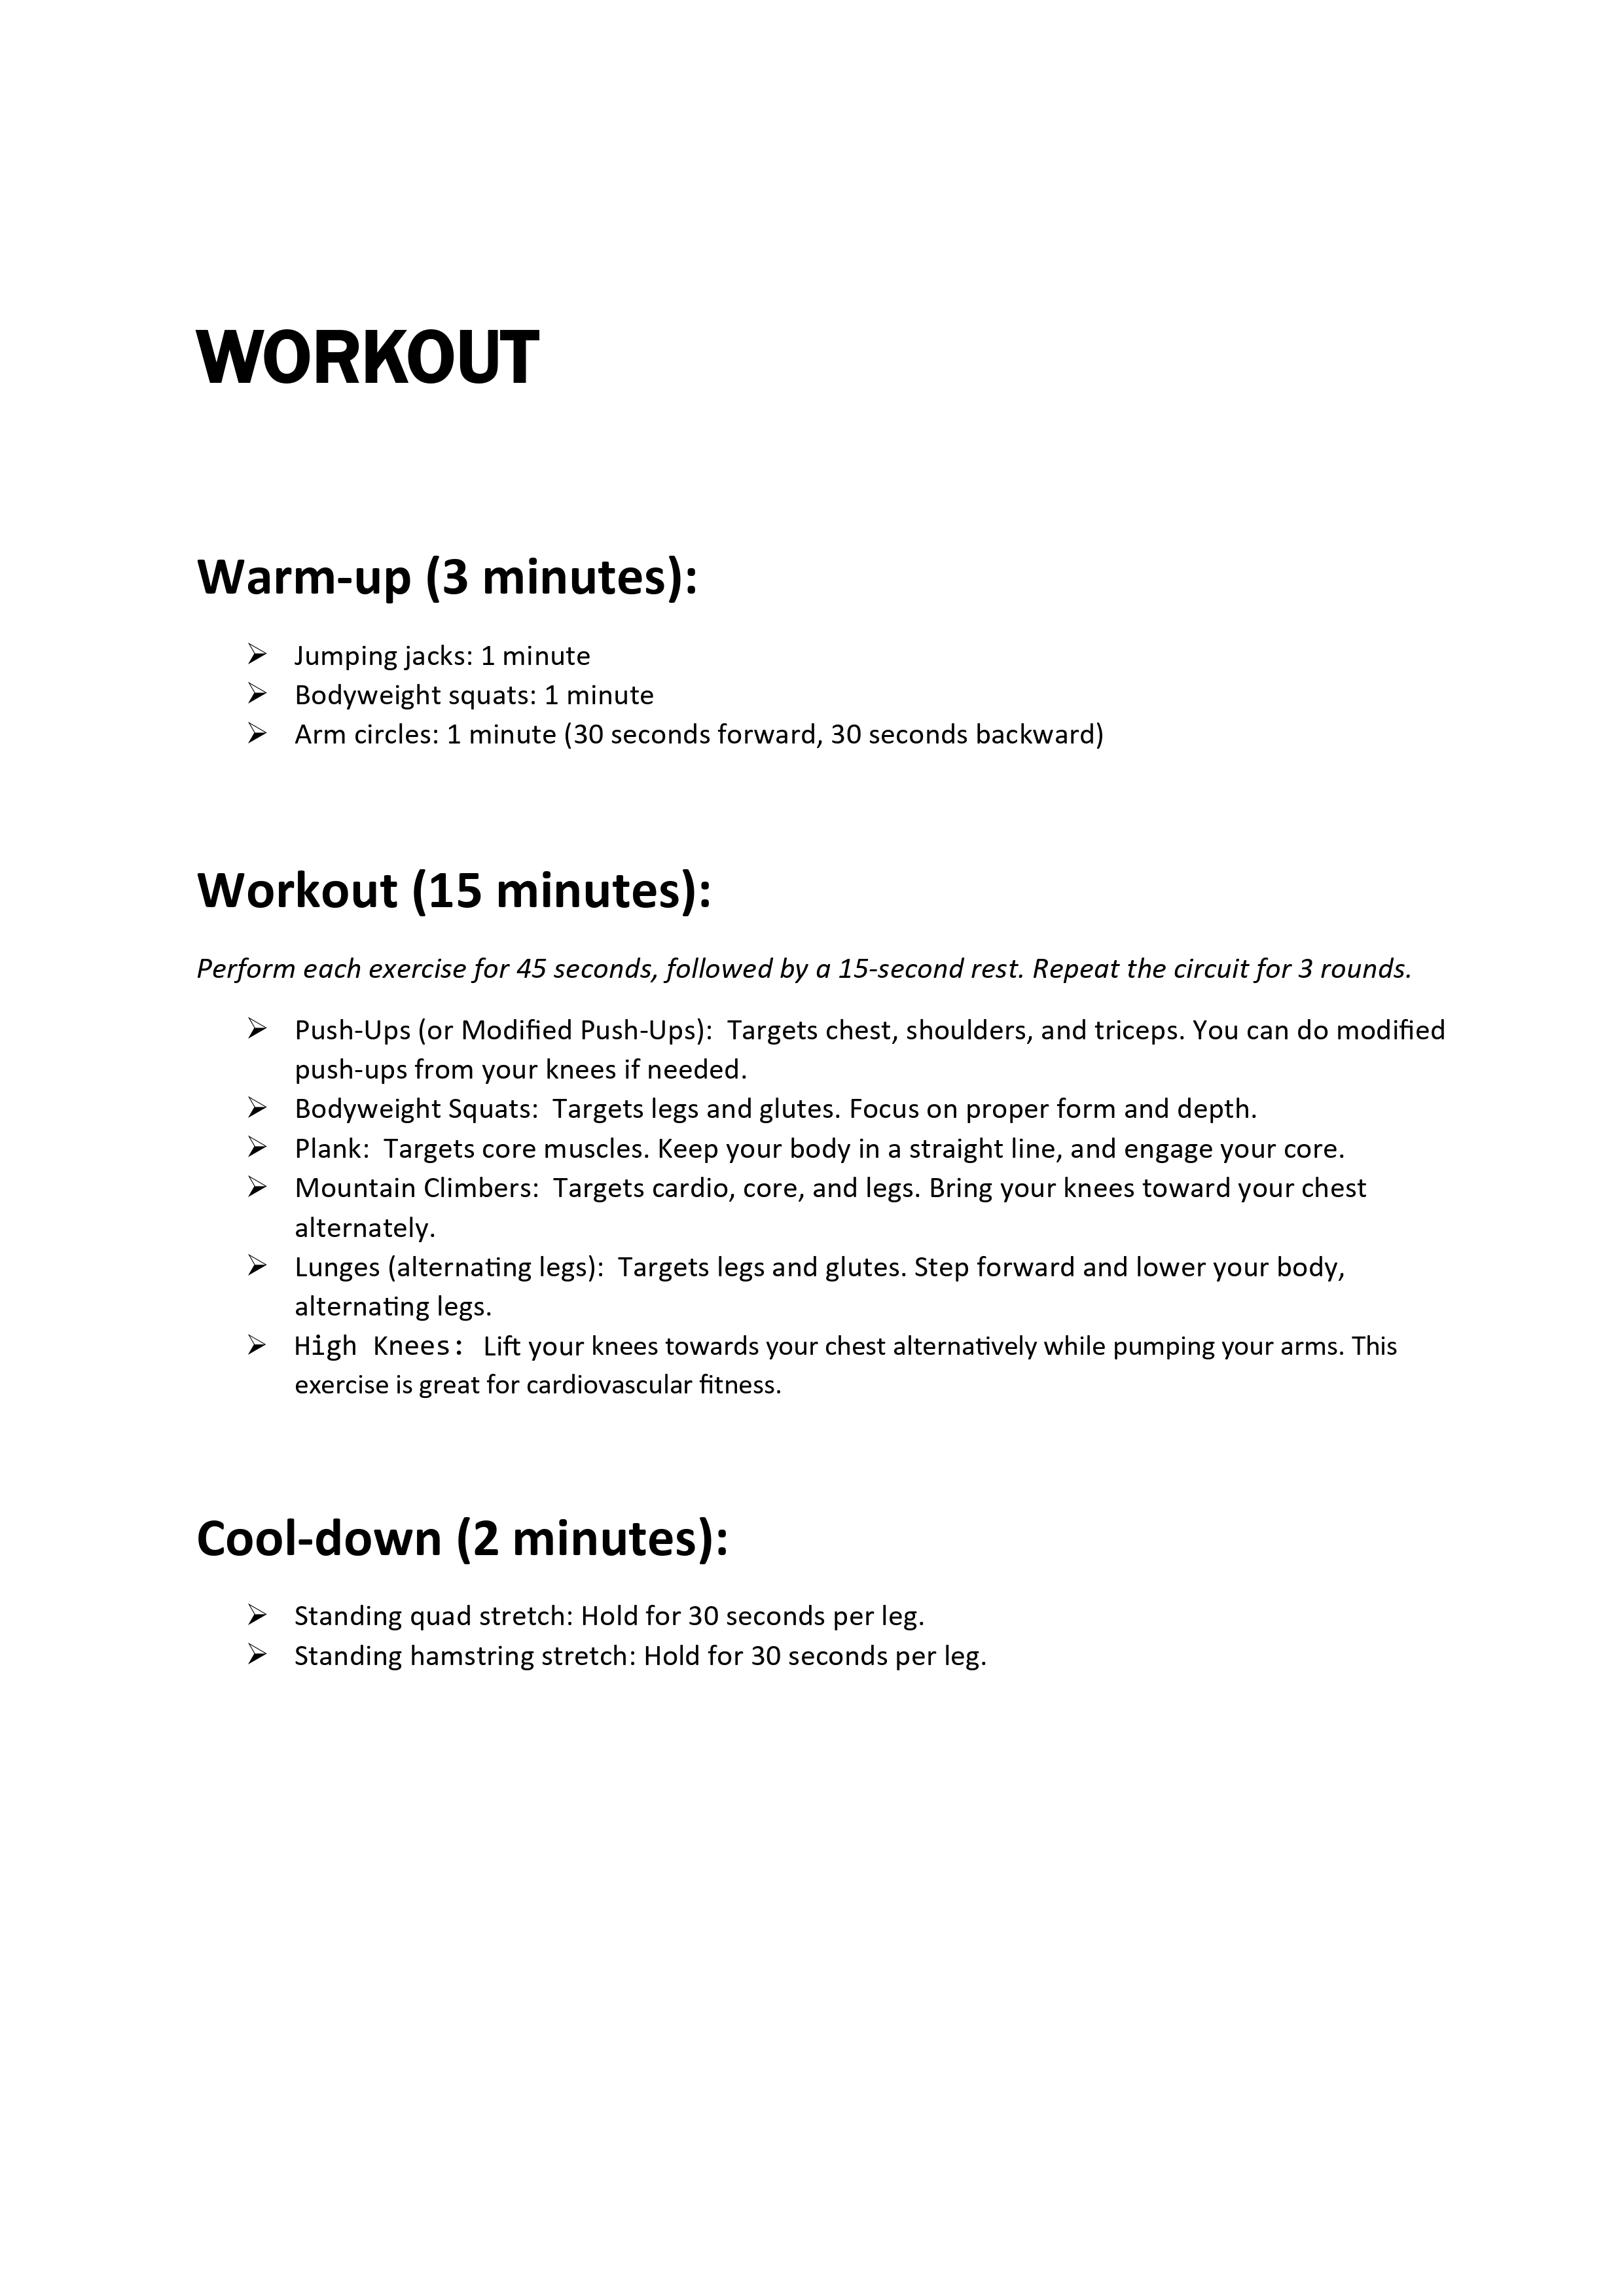 WORKOUT
Warm-up (3 minutes):
➢ Jumping jacks: 1 minute
➢ Bodyweight squats: 1 minute
➢ Arm circles: 1 minute (30 seconds forward, 30 seconds backward)
Workout (15 minutes):
Perform each exercise for 45 seconds, followed by a 15-second rest. Repeat the circuit for 3 rounds.
➢ Push-Ups (or Modified Push-Ups):  Targets chest, shoulders, and triceps. You can do modified
push-ups from your knees if needed.
➢ Bodyweight Squats:  Targets legs and glutes. Focus on proper form and depth.
➢ Plank:  Targets core muscles. Keep your body in a straight line, and engage your core.
➢ Mountain Climbers:  Targets cardio, core, and legs. Bring your knees toward your chest
alternately.
➢ Lunges (alternating legs):  Targets legs and glutes. Step forward and lower your body,
alternating legs.
➢ High Knees:  Lift your knees towards your chest alternatively while pumping your arms. This
exercise is great for cardiovascular fitness.
Cool-down (2 minutes):
➢ Standing quad stretch: Hold for 30 seconds per leg.
➢ Standing hamstring stretch: Hold for 30 seconds per leg.